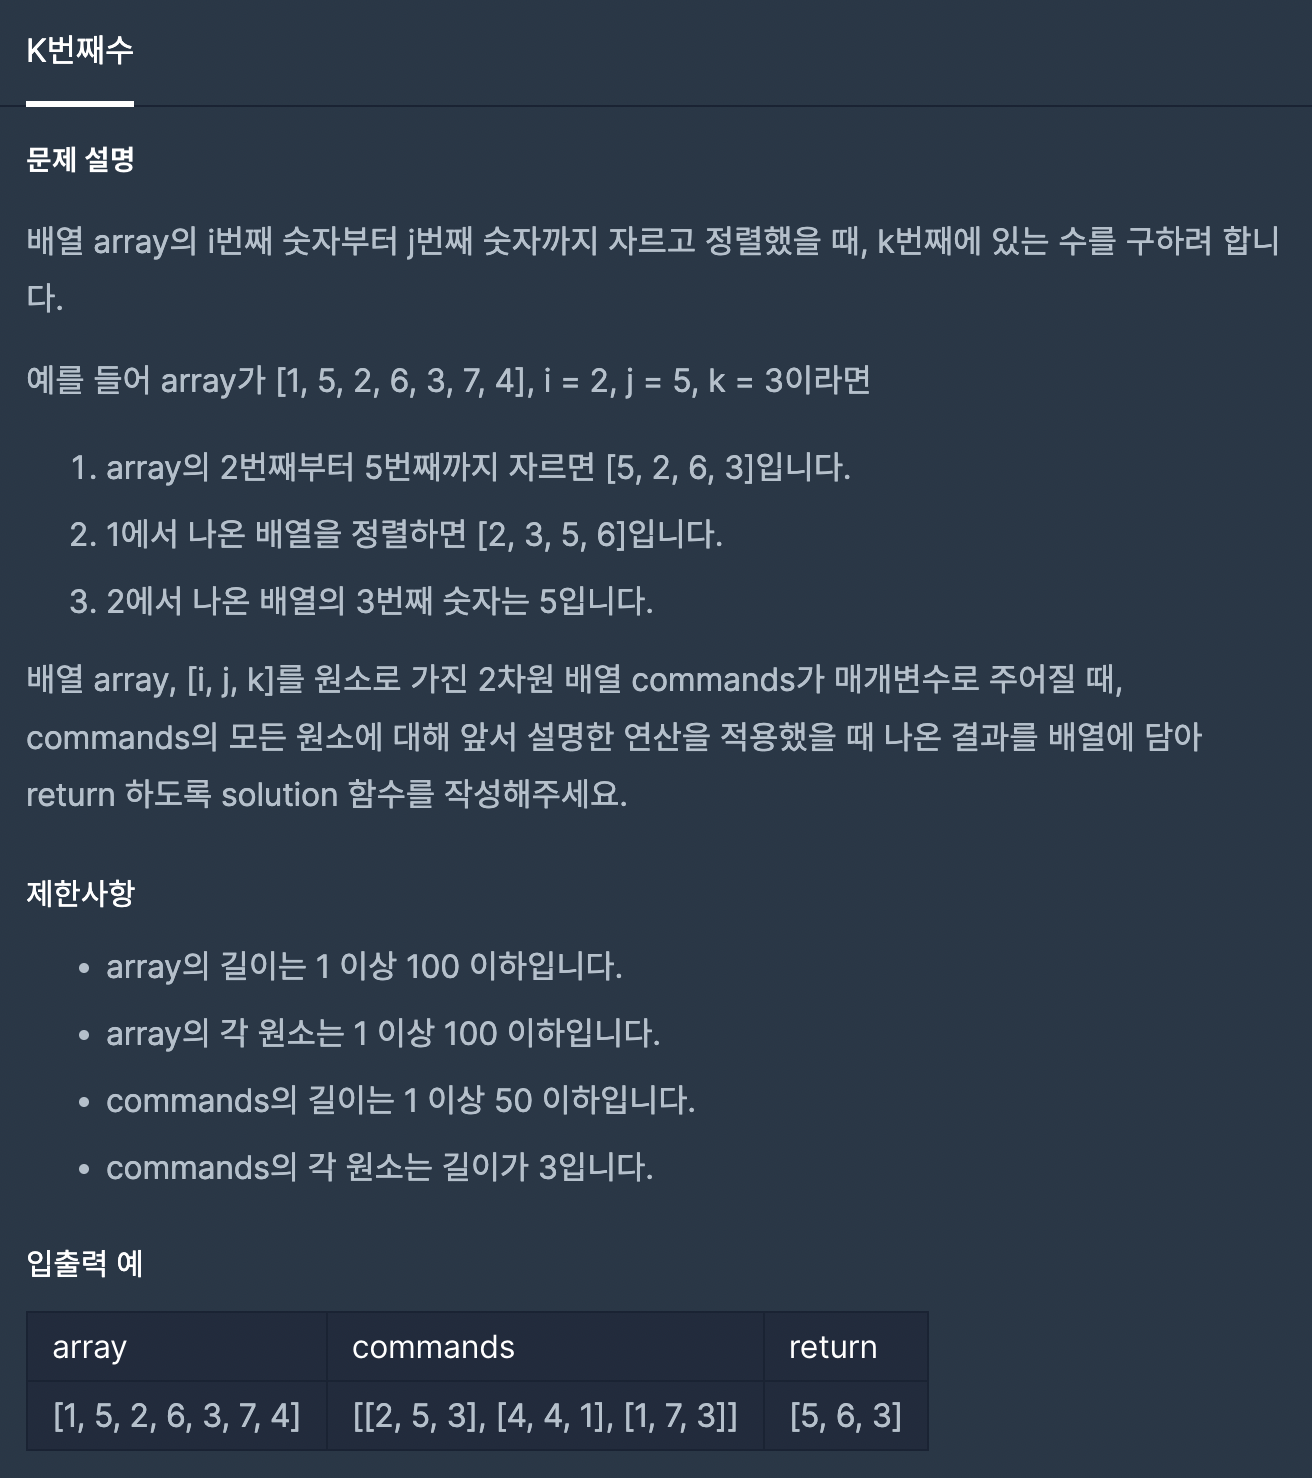 K번째수
문제 설명
배열 array의 i번째 숫자부터 j번째 숫자까지 자르고 정렬했을 때, k번째에 있는 수를 구하려 합니
다.
예를 들어 array가 [1, 5, 2, 6, 3, 7, 4], i = 2, j = 5, k = 3이라면
1. array의 2번째부터 5번째까지 자르면 [5, 2, 6, 3]입니다.
2. 1에서 나온 배열을 정렬하면 [2, 3, 5, 6]입니다.
3. 2에서 나온 배열의 3번째 숫자는 5입니다.
배열 array, [i, j, k]를 원소로 가진 2차원 배열 commands가 매개변수로 주어질 때,
commands의 모든 원소에 대해 앞서 설명한 연산을 적용했을 때 나온 결과를 배열에 담아
return 하도록 solution 함수를 작성해주세요.
제한사항
• array의 길이는 1 이상 100 이하입니다.
• array의 각 원소는 1 이상 100 이하입니다.
• commands의 길이는 1 이상 50 이하입니다.
• commands의 각 원소는 길이가 3입니다.
입출력 예
array commands return
[1, 5, 2, 6, 3, 7, 4] [[2, 5, 3], [4, 4, 1], [1, 7, 3]] [5, 6, 3]